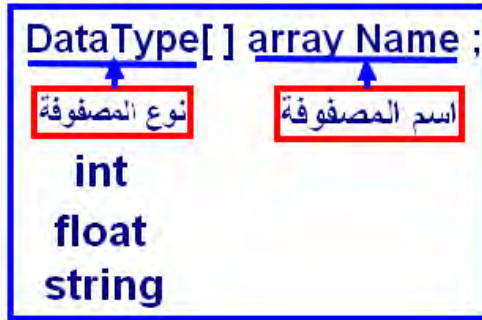 DataType[ ] array Name ;
نوع المصفوفة
اسم المصفوفة
int
float
string